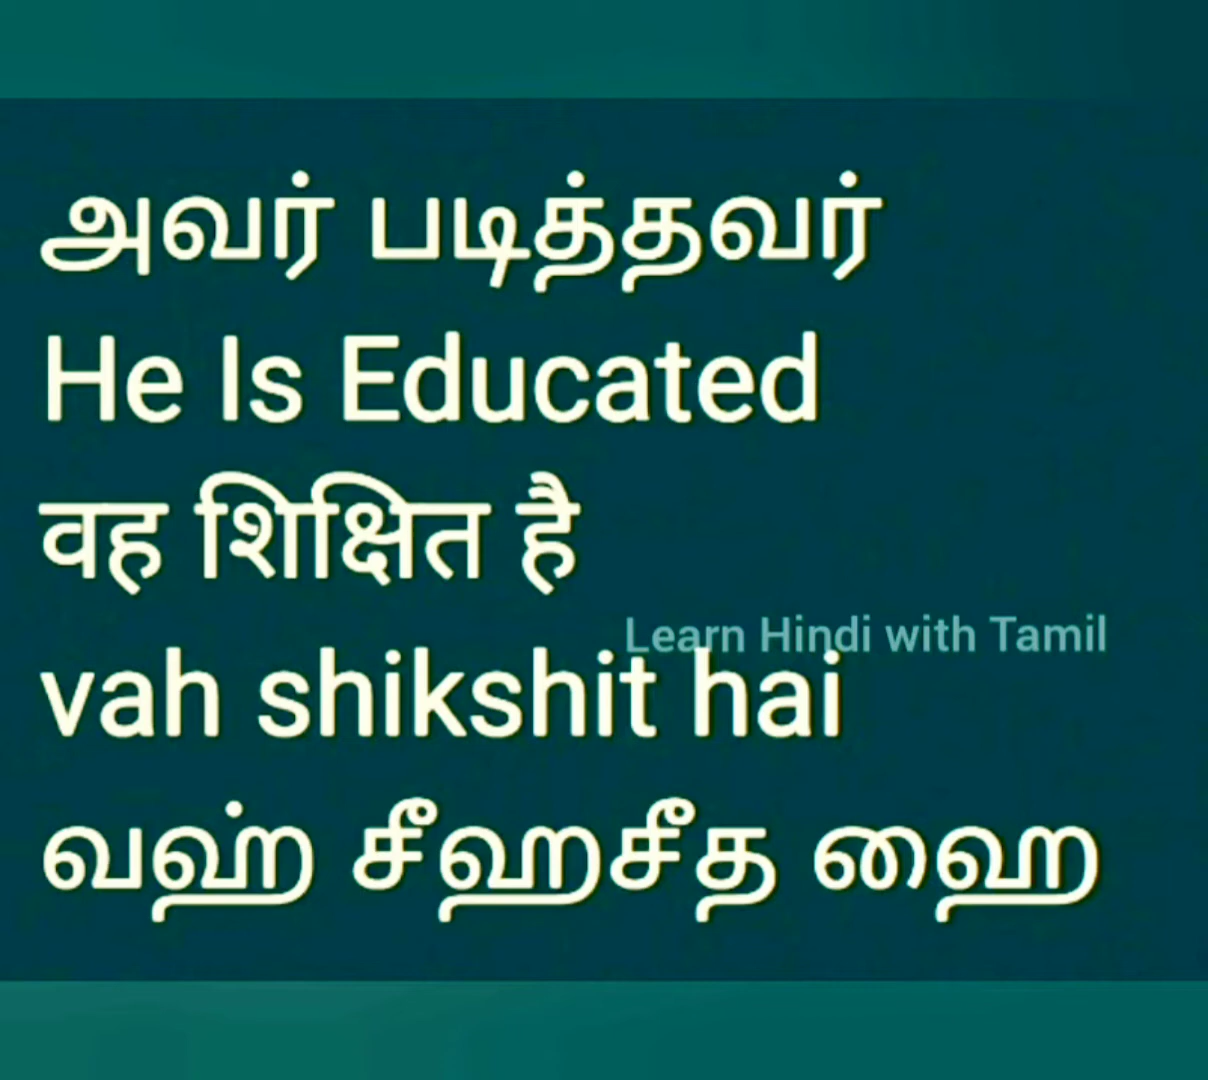 அவர் படித்தவர்
He Is Educated
वह शिक्षित है
Learn Hindi with Tamil
vah shikshit hai
வஹ் சீஹசீத ஹை